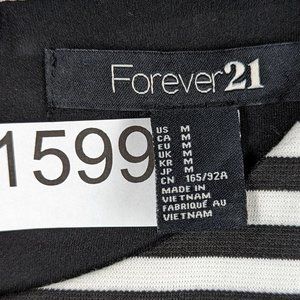 Forever21
1599
US M
CA M
EU M
UK M
KR M
JP M
CN 165/92A
MADE IN
VIETNAM
FABRIQUÉ AU
VIETNAM